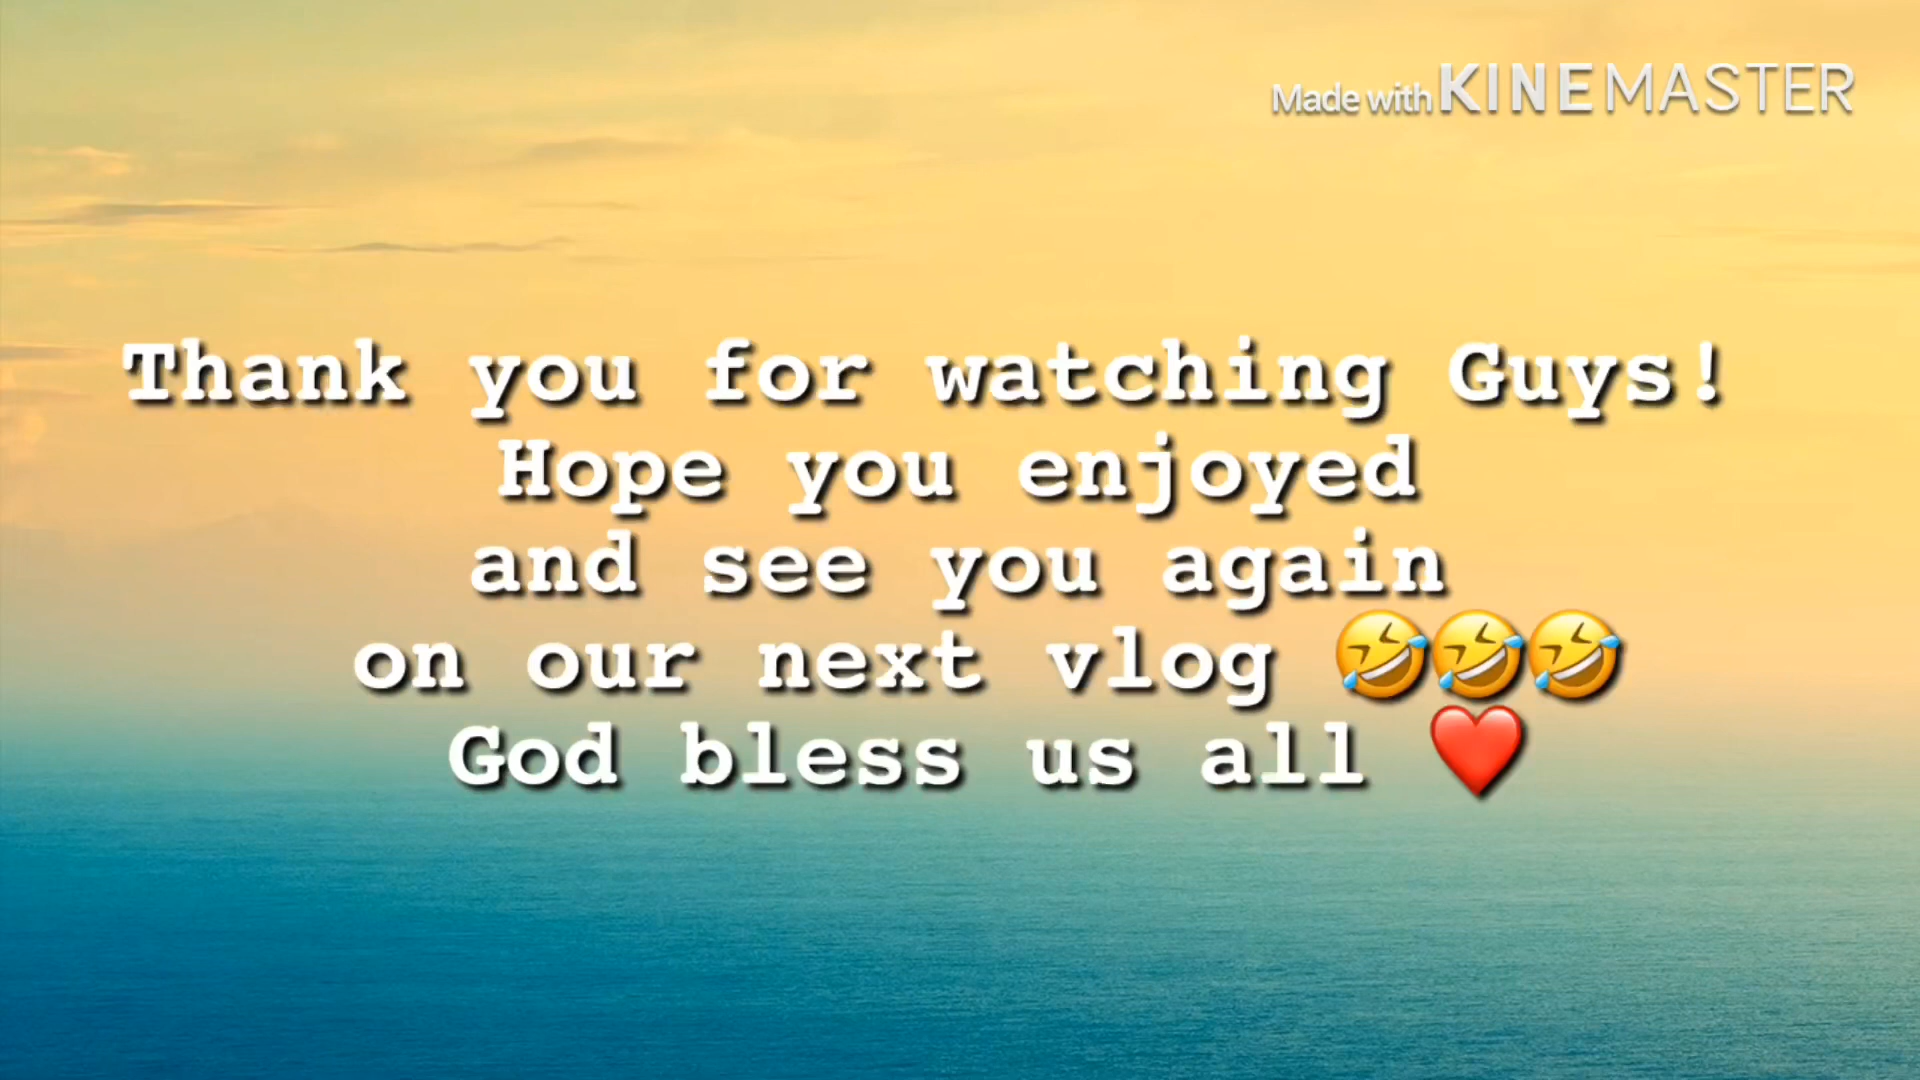 Made with KINEMASTER
Thank you for watching Guys!
Hope you enjoyed
and see you again
on our next vlog 🤣🤣🤣
God bless us all ❤️